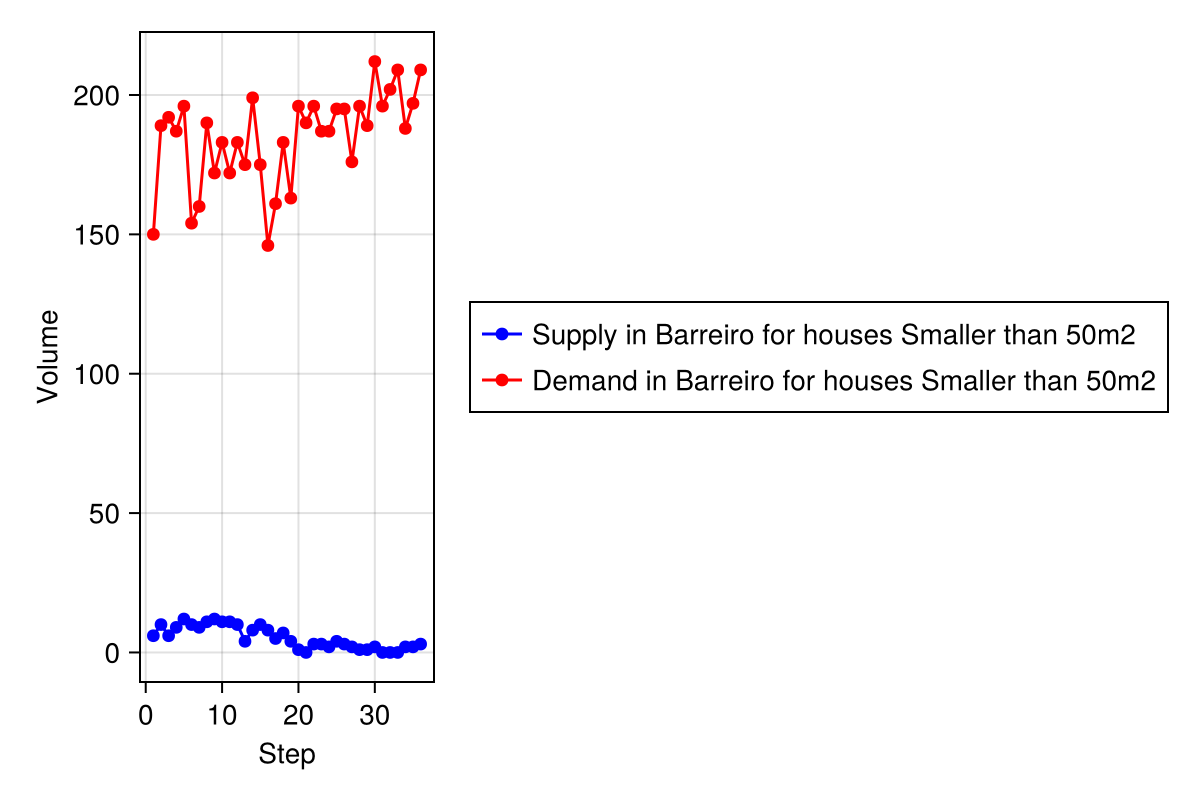 200
150
100
50
0
Volume
0 10 20 30
Step
Supply in Barreiro for houses Smaller than 50m2
Demand in Barreiro for houses Smaller than 50m2